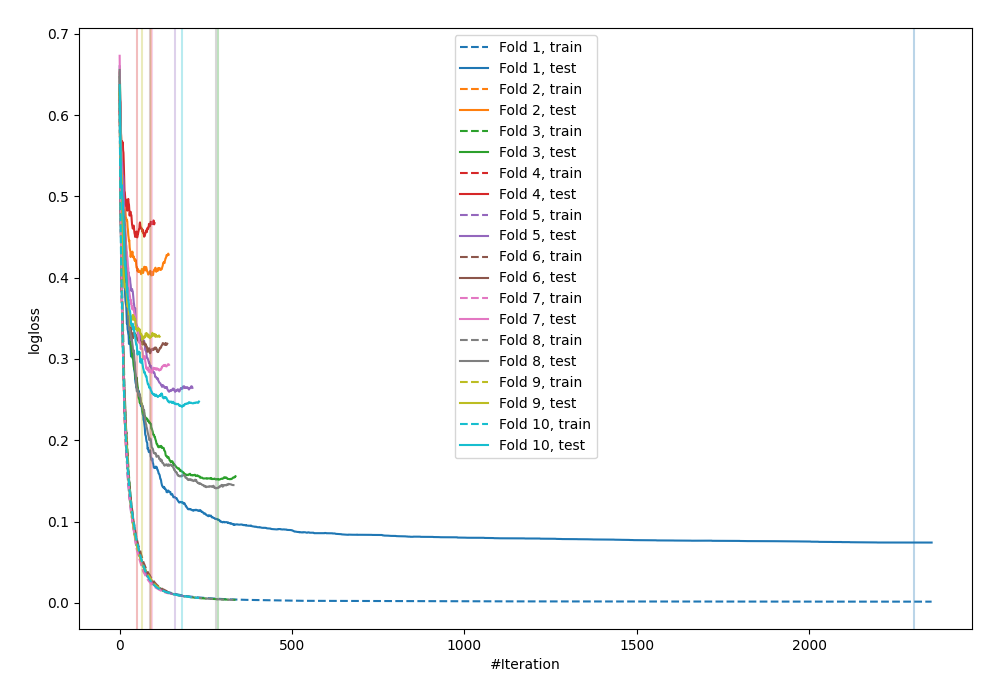 0.7
0.6
0.5
0.4
0.3
0.2
0.1
0.0
logloss
Fold 1, train
Fold 1, test
Fold 2, train
Fold 2, test
Fold 3, train
Fold 3, test
Fold 4, train
Fold 4, test
Fold 5, train
Fold 5, test
Fold 6, train
Fold 6, test
Fold 7, train
Fold 7, test
Fold 8, train
Fold 8, test
Fold 9, train
Fold 9, test
Fold 10, train
Fold 10, test
0 500 1000 1500 2000
#Iteration